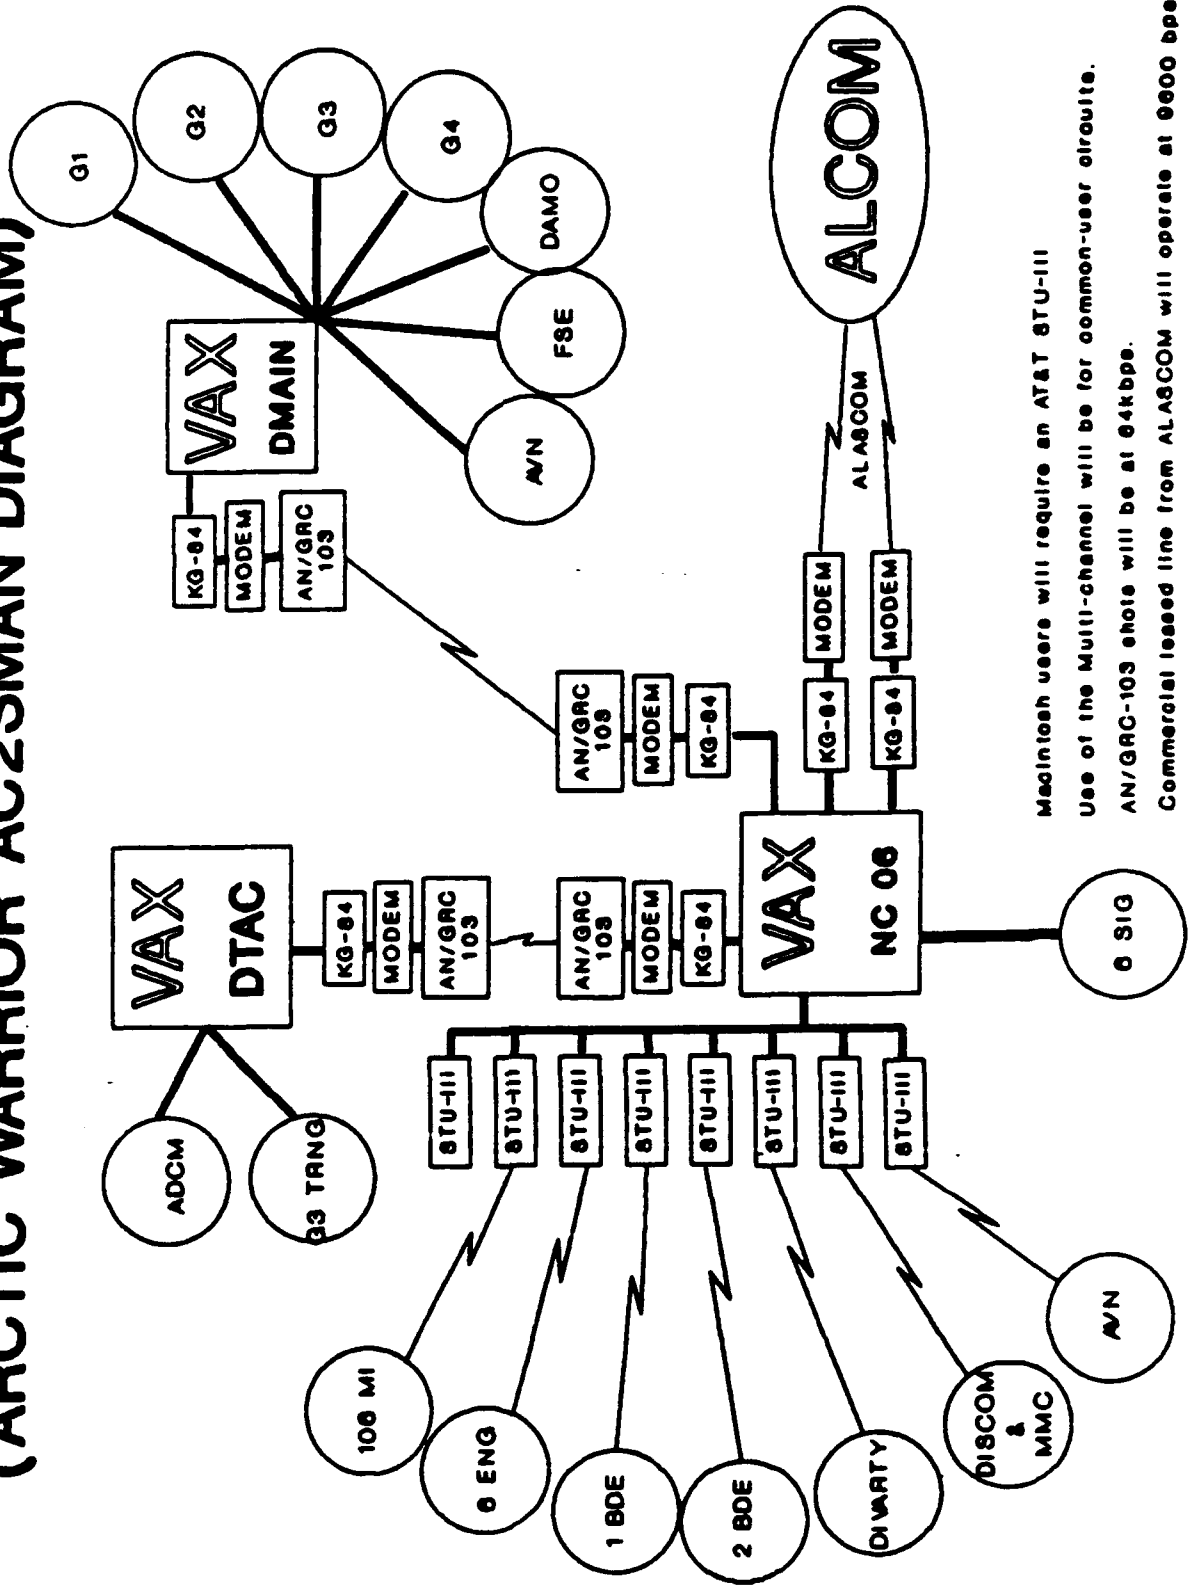 (ARCTIC WARRIOR AC2SMAN DIAGRAM)
G1
G2
G3
G4
DAMO
FSE
AVN
VAX
DMAIN
KG-84
MODEM
AN/GRC
103
VAX
DTAC
ADCM
G3 TRNG
KG-84
MODEM
AN/GRC
103
AN/GRC
103
MODEM
KG-84
AN/GRC
103
MODEM
KG-84
VAX
NC 06
KG-84
MODEM
KG-84
MODEM
ALASCOM
ALCOM
6 SIG
STU-III
STU-III
STU-III
STU-III
STU-III
STU-III
STU-III
STU-III
106 MI
6 ENG
1 BDE
2 BDE
DIVARTY
DISCOM
&
MMC
AVN
Macintosh users will require an AT&T STU-III
Use of the Multi-channel will be for common-user circuits.
AN/GRC-103 shots will be at 64kbps.
Commercial leased line from ALASCOM will operate at 9600 bps